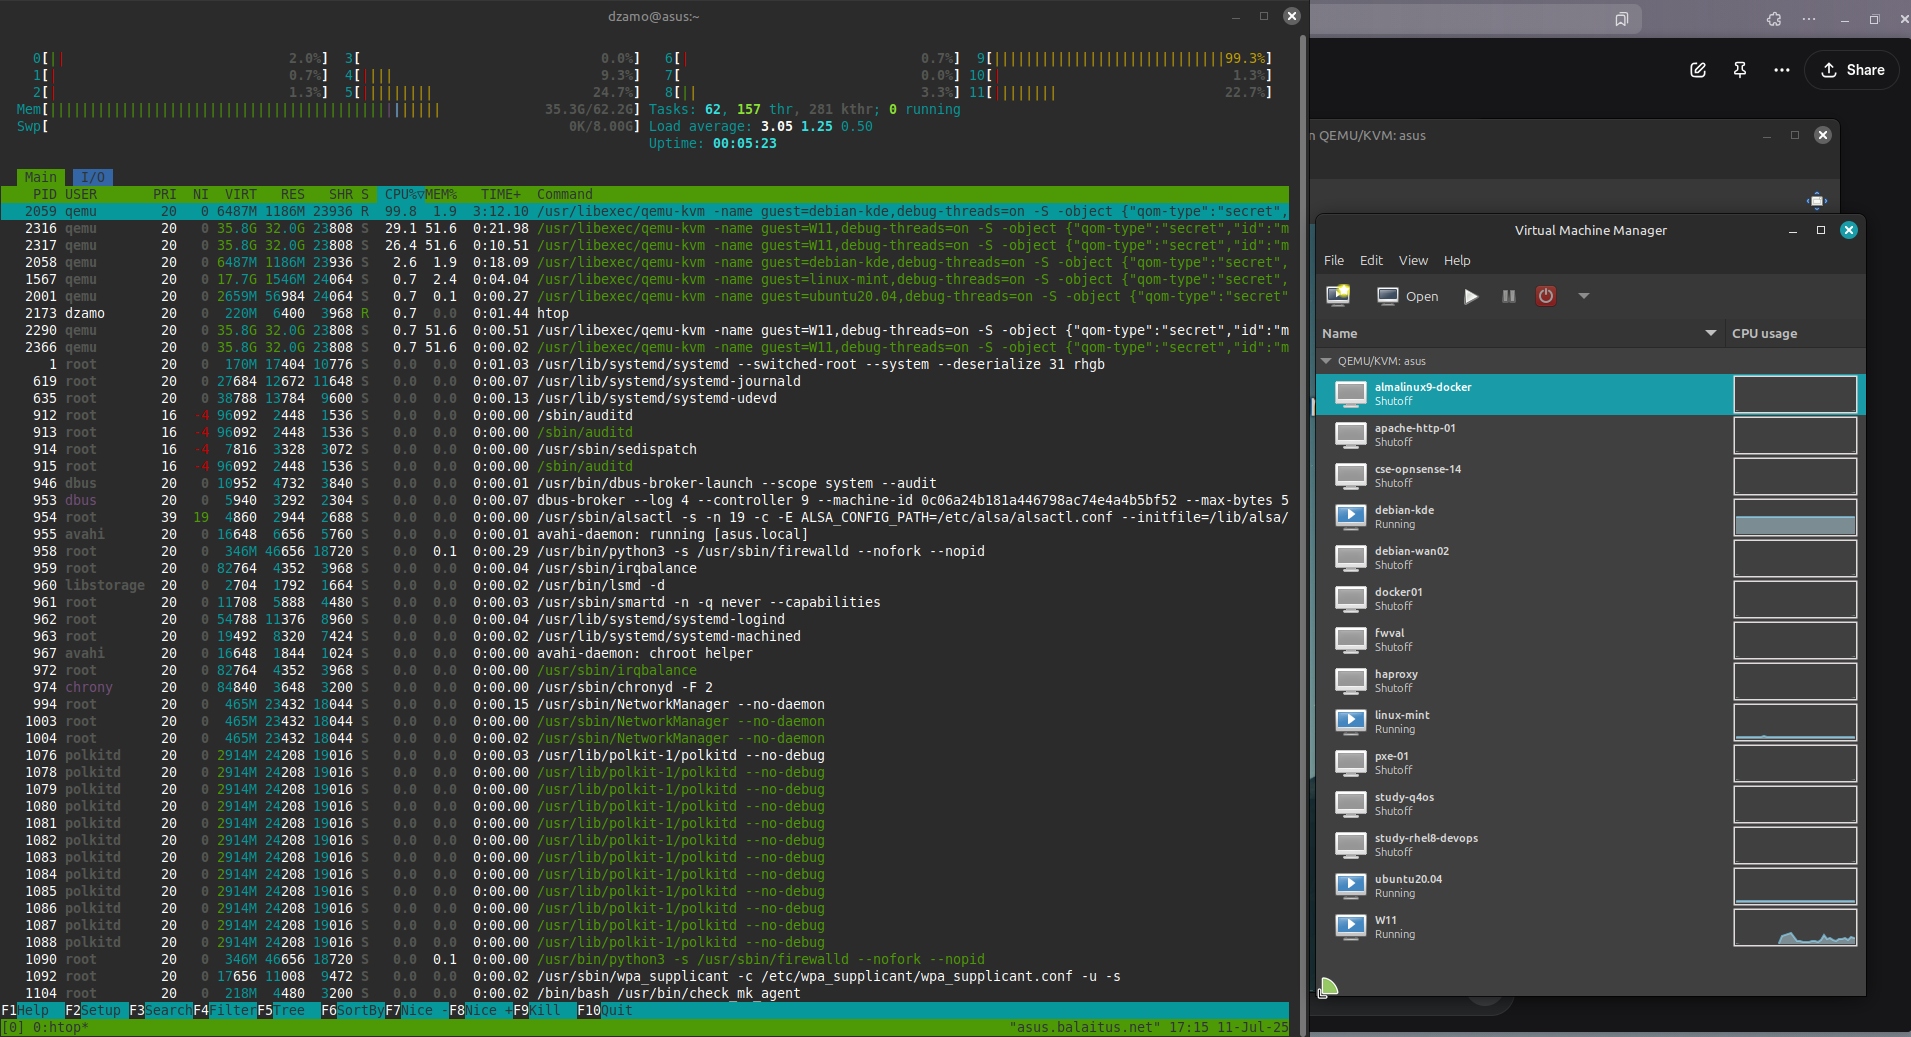 dzamo@asus:~
0[|| 2.0%] 3[ 0.0%] 6[| 0.7%] 9[||||||||||||||||||||||||||||| 99.3%]
1[| 0.7%] 4[|||| 9.3%] 7[ 0.0%] 10[| 1.3%]
2[| 1.3%] 5[||||||||| 24.7%] 8[|| 3.3%] 11[|||||||| 22.7%]
Mem[||||||||||||||||||||||||||||||||||||||||||||||||| 35.3G/62.2G] Tasks: 62, 157 thr, 281 kthr; 0 running
Swp[ 0K/8.00G] Load average: 3.05 1.25 0.50
Uptime: 00:05:23
Main I/O
PID USER PRI NI VIRT RES SHR S CPU%▽MEM% TIME+ Command
2059 qemu 20 0 6487M 1186M 23936 R 99.8 1.9 3:12.10 /usr/libexec/qemu-kvm -name guest=debian-kde,debug-threads=on -S -object {"qom-type":"secret",
2316 qemu 20 0 35.8G 32.0G 23808 S 29.1 51.6 0:21.98 /usr/libexec/qemu-kvm -name guest=W11,debug-threads=on -S -object {"qom-type":"secret","id":"m
2317 qemu 20 0 35.8G 32.0G 23808 S 26.4 51.6 0:10.51 /usr/libexec/qemu-kvm -name guest=W11,debug-threads=on -S -object {"qom-type":"secret","id":"m
2058 qemu 20 0 6487M 1186M 23936 S 2.6 1.9 0:18.09 /usr/libexec/qemu-kvm -name guest=debian-kde,debug-threads=on -S -object {"qom-type":"secret",
1567 qemu 20 0 17.7G 1546M 24064 S 0.7 2.4 0:04.04 /usr/libexec/qemu-kvm -name guest=linux-mint,debug-threads=on -S -object {"qom-type":"secret",
2001 qemu 20 0 2659M 56984 24064 S 0.7 0.1 0:00.27 /usr/libexec/qemu-kvm -name guest=ubuntu20.04,debug-threads=on -S -object {"qom-type":"secret"
2173 dzamo 20 0 220M 6400 3968 R 0.7 0.0 0:01.44 htop
2290 qemu 20 0 35.8G 32.0G 23808 S 0.7 51.6 0:00.51 /usr/libexec/qemu-kvm -name guest=W11,debug-threads=on -S -object {"qom-type":"secret","id":"m
2366 qemu 20 0 35.8G 32.0G 23808 S 0.7 51.6 0:00.02 /usr/libexec/qemu-kvm -name guest=W11,debug-threads=on -S -object {"qom-type":"secret","id":"m
1 root 20 0 170M 17404 10776 S 0.0 0.0 0:01.03 /usr/lib/systemd/systemd --switched-root --system --deserialize 31 rhgb
619 root 20 0 27684 12672 11648 S 0.0 0.0 0:00.07 /usr/lib/systemd/systemd-journald
635 root 20 0 38788 13784 9600 S 0.0 0.0 0:00.13 /usr/lib/systemd/systemd-udevd
912 root 16 -4 96092 2448 1536 S 0.0 0.0 0:00.00 /sbin/auditd
913 root 16 -4 96092 2448 1536 S 0.0 0.0 0:00.00 /sbin/auditd
914 root 16 -4 7816 3328 3072 S 0.0 0.0 0:00.00 /usr/sbin/sedispatch
915 root 16 -4 96092 2448 1536 S 0.0 0.0 0:00.00 /sbin/auditd
946 dbus 20 0 10952 4732 3840 S 0.0 0.0 0:00.01 /usr/bin/dbus-broker-launch --scope system --audit
953 dbus 20 0 5940 3292 2304 S 0.0 0.0 0:00.07 dbus-broker --log 4 --controller 9 --machine-id 0c06a24b181a446798ac74e4a4b5bf52 --max-bytes 5
954 root 39 19 4860 2944 2688 S 0.0 0.0 0:00.00 /usr/sbin/alsactl -s -n 19 -c -E ALSA_CONFIG_PATH=/etc/alsa/alsactl.conf --initfile=/lib/alsa/
955 avahi 20 0 16648 6656 5760 S 0.0 0.0 0:00.01 avahi-daemon: running [asus.local]
958 root 20 0 346M 46656 18720 S 0.0 0.1 0:00.29 /usr/bin/python3 -s /usr/sbin/firewalld --nofork --nopid
959 root 20 0 82764 4352 3968 S 0.0 0.0 0:00.04 /usr/sbin/irqbalance
960 libstorage 20 0 2704 1792 1664 S 0.0 0.0 0:00.02 /usr/bin/lsmd -d
961 root 20 0 11708 5888 4480 S 0.0 0.0 0:00.03 /usr/sbin/smartd -n -q never --capabilities
962 root 20 0 54788 11376 8960 S 0.0 0.0 0:00.04 /usr/lib/systemd/systemd-logind
963 root 20 0 19492 8320 7424 S 0.0 0.0 0:00.02 /usr/lib/systemd/systemd-machined
967 avahi 20 0 16648 1844 1024 S 0.0 0.0 0:00.00 avahi-daemon: chroot helper
972 root 20 0 82764 4352 3968 S 0.0 0.0 0:00.00 /usr/sbin/irqbalance
974 chrony 20 0 84840 3648 3200 S 0.0 0.0 0:00.00 /usr/sbin/chronyd -F 2
994 root 20 0 465M 23432 18044 S 0.0 0.0 0:00.15 /usr/sbin/NetworkManager --no-daemon
1003 root 20 0 465M 23432 18044 S 0.0 0.0 0:00.00 /usr/sbin/NetworkManager --no-daemon
1004 root 20 0 465M 23432 18044 S 0.0 0.0 0:00.02 /usr/sbin/NetworkManager --no-daemon
1076 polkitd 20 0 2914M 24208 19016 S 0.0 0.0 0:00.03 /usr/lib/polkit-1/polkitd --no-debug
1078 polkitd 20 0 2914M 24208 19016 S 0.0 0.0 0:00.00 /usr/lib/polkit-1/polkitd --no-debug
1079 polkitd 20 0 2914M 24208 19016 S 0.0 0.0 0:00.00 /usr/lib/polkit-1/polkitd --no-debug
1080 polkitd 20 0 2914M 24208 19016 S 0.0 0.0 0:00.00 /usr/lib/polkit-1/polkitd --no-debug
1081 polkitd 20 0 2914M 24208 19016 S 0.0 0.0 0:00.00 /usr/lib/polkit-1/polkitd --no-debug
1082 polkitd 20 0 2914M 24208 19016 S 0.0 0.0 0:00.00 /usr/lib/polkit-1/polkitd --no-debug
1083 polkitd 20 0 2914M 24208 19016 S 0.0 0.0 0:00.00 /usr/lib/polkit-1/polkitd --no-debug
1084 polkitd 20 0 2914M 24208 19016 S 0.0 0.0 0:00.00 /usr/lib/polkit-1/polkitd --no-debug
1085 polkitd 20 0 2914M 24208 19016 S 0.0 0.0 0:00.00 /usr/lib/polkit-1/polkitd --no-debug
1086 polkitd 20 0 2914M 24208 19016 S 0.0 0.0 0:00.00 /usr/lib/polkit-1/polkitd --no-debug
1087 polkitd 20 0 2914M 24208 19016 S 0.0 0.0 0:00.00 /usr/lib/polkit-1/polkitd --no-debug
1088 polkitd 20 0 2914M 24208 19016 S 0.0 0.0 0:00.00 /usr/lib/polkit-1/polkitd --no-debug
1090 root 20 0 346M 46656 18720 S 0.0 0.1 0:00.00 /usr/bin/python3 -s /usr/sbin/firewalld --nofork --nopid
1092 root 20 0 17656 11008 9472 S 0.0 0.0 0:00.02 /usr/sbin/wpa_supplicant -c /etc/wpa_supplicant/wpa_supplicant.conf -u -s
1104 root 20 0 218M 4480 3200 S 0.0 0.0 0:00.02 /bin/bash /usr/bin/check_mk_agent
F1Help F2Setup F3SearchF4FilterF5Tree F6SortByF7Nice -F8Nice +F9Kill F10Quit
[0] 0:htop* "asus.balaitus.net" 17:15 11-Jul-25
Share
n QEMU/KVM: asus
Virtual Machine Manager
File Edit View Help
Open
Name CPU usage
QEMU/KVM: asus
almalinux9-docker
Shutoff
apache-http-01
Shutoff
cse-opnsense-14
Shutoff
debian-kde
Running
debian-wan02
Shutoff
docker01
Shutoff
fwval
Shutoff
haproxy
Shutoff
linux-mint
Running
pxe-01
Shutoff
study-q4os
Shutoff
study-rhel8-devops
Shutoff
ubuntu20.04
Running
W11
Running